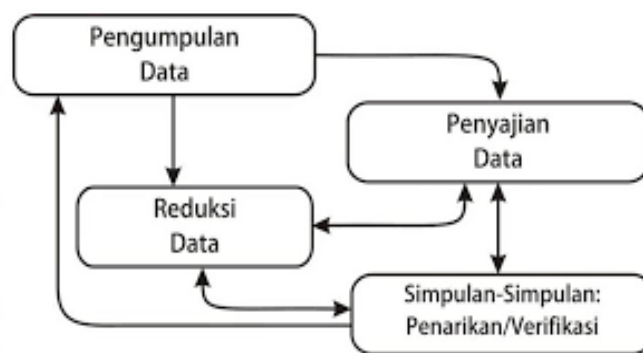 Pengumpulan
Data
Penyajian
Data
Reduksi
Data
Simpulan-Simpulan:
Penarikan/Verifikasi